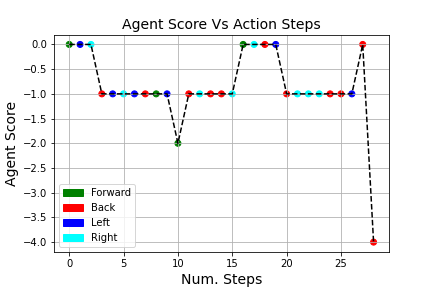 Agent Score Vs Action Steps
0.0
−0.5
−1.0
−1.5
−2.0
−2.5
−3.0
−3.5
−4.0
Agent Score
Forward
Back
Left
Right
0 5 10 15 20 25
Num. Steps